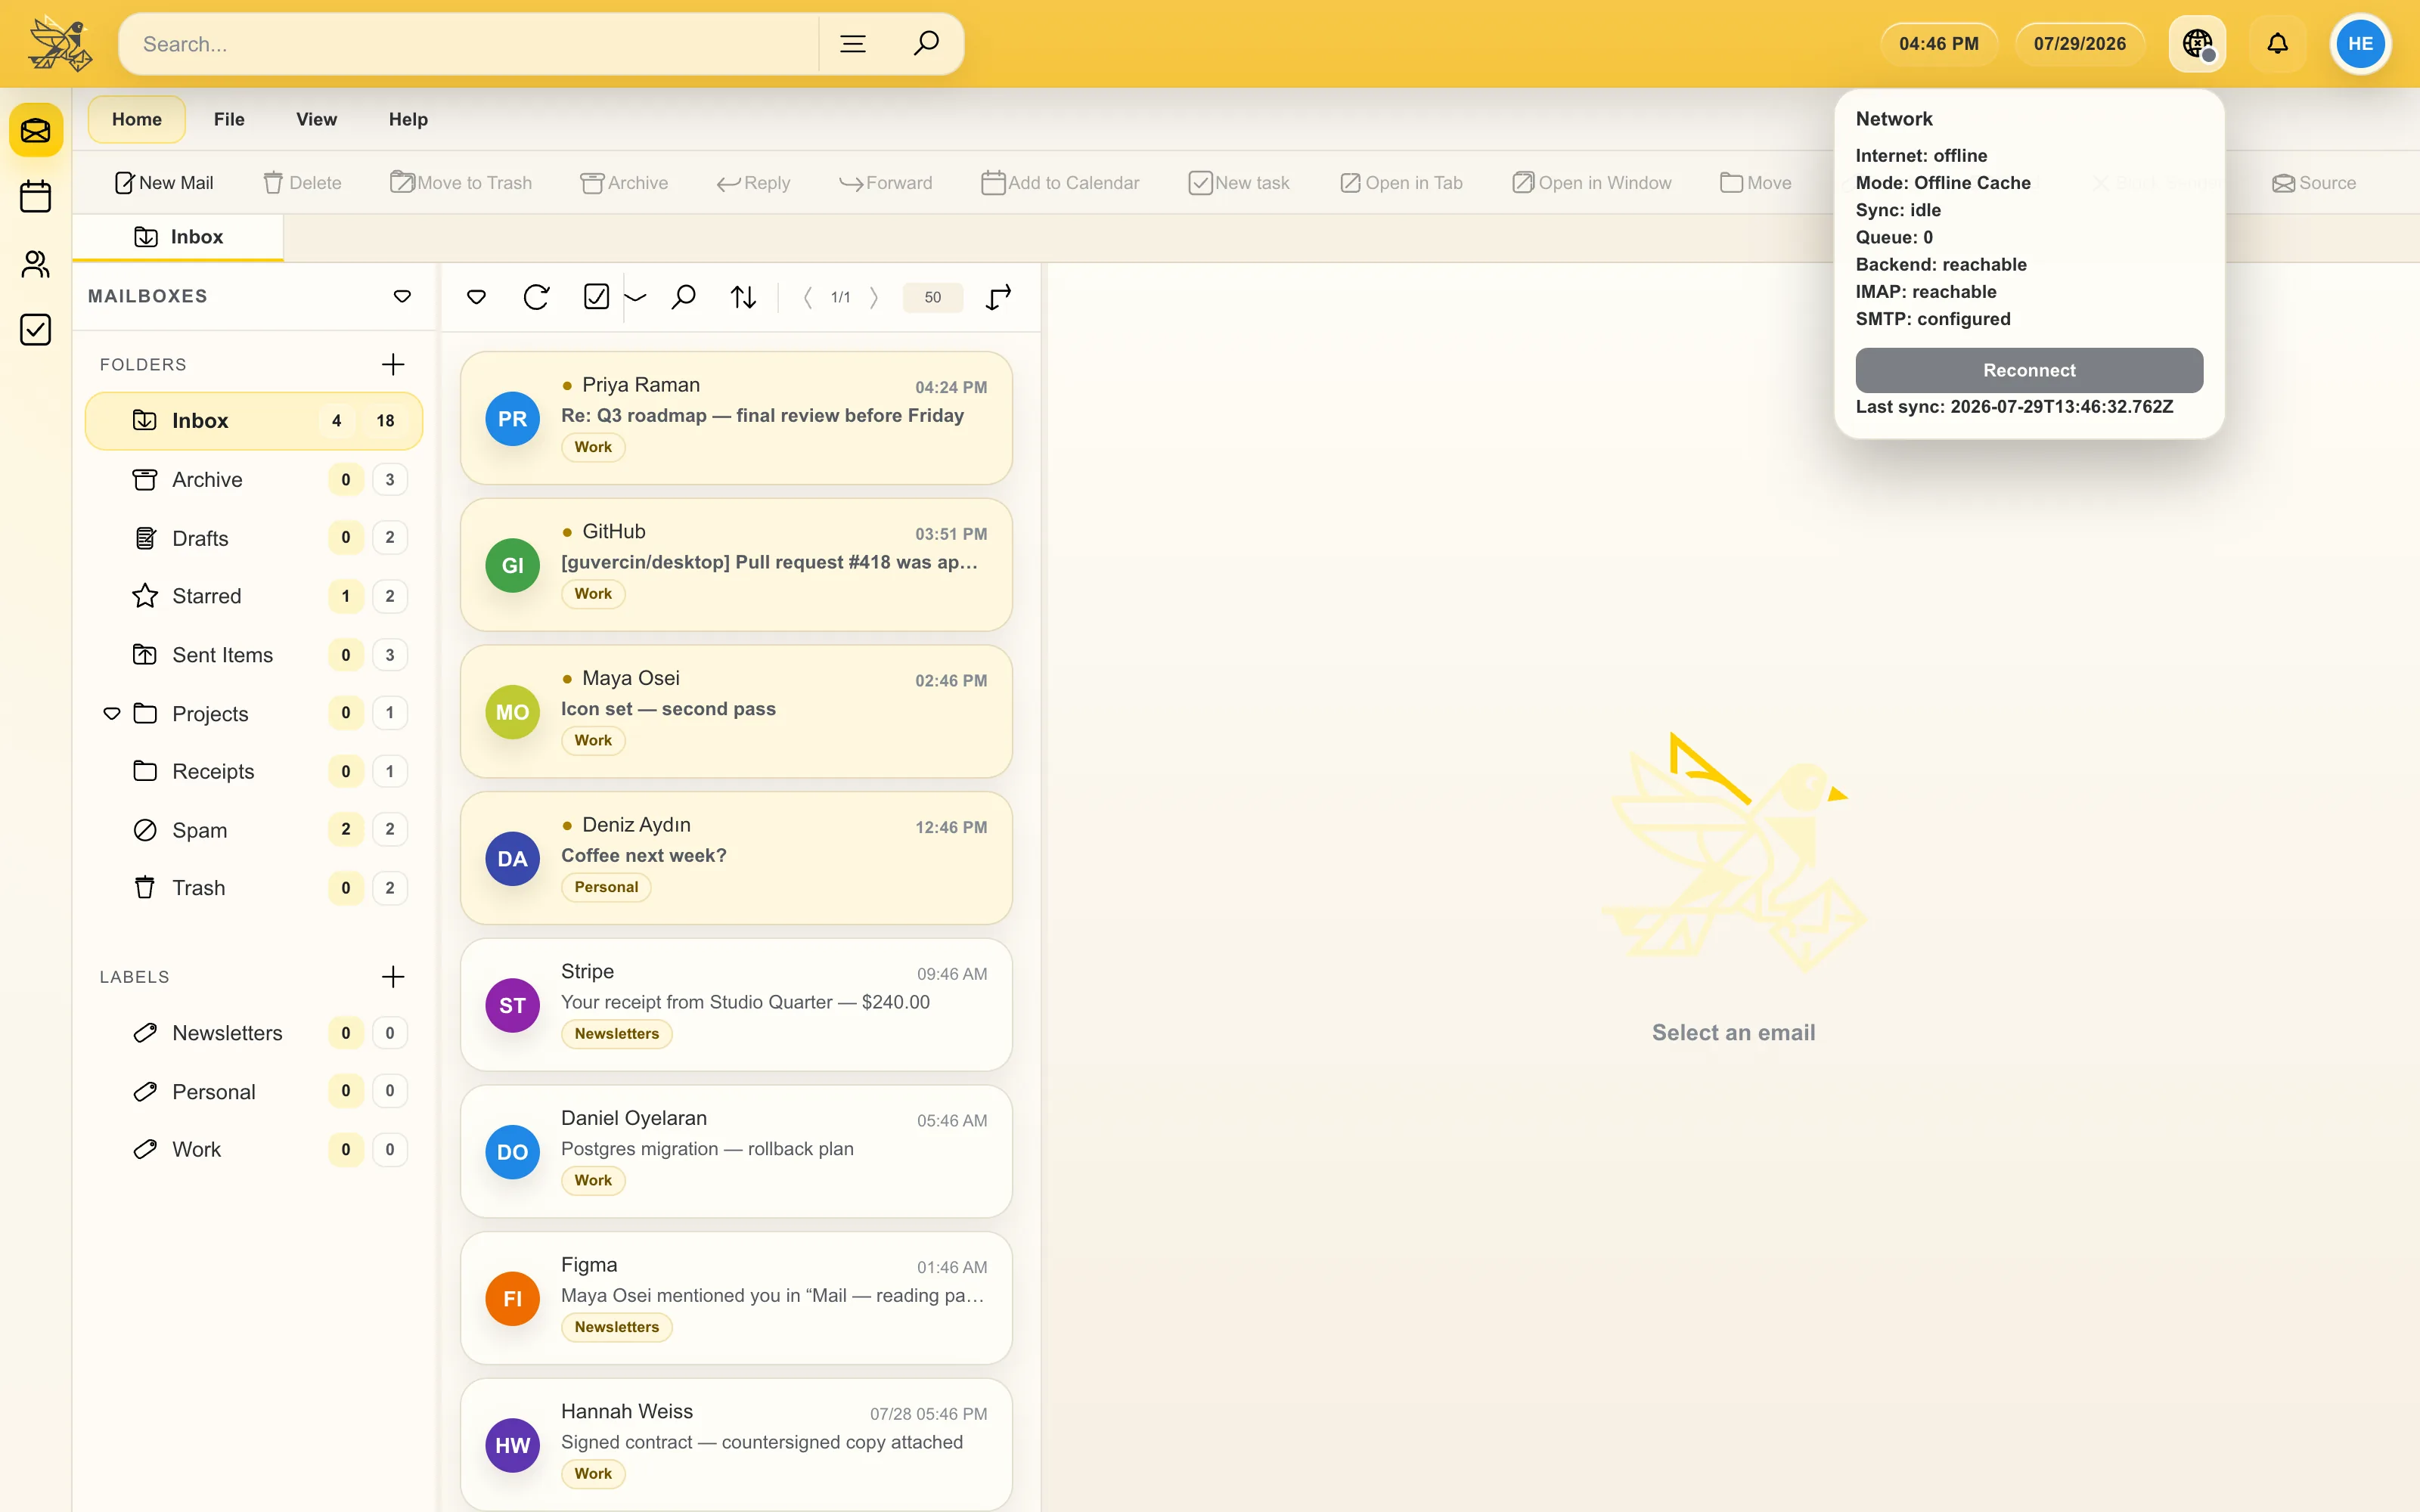 Search...
04:46 PM
07/29/2026
HE
Home
File
View
Help
New Mail
Delete
Move to Trash
Archive
Reply
Forward
Add to Calendar
New task
Open in Tab
Open in Window
Move
Source
Network
Internet: offline
Mode: Offline Cache
Sync: idle
Queue: 0
Backend: reachable
IMAP: reachable
SMTP: configured
Reconnect
Last sync: 2026-07-29T13:46:32.762Z
Inbox
MAILBOXES
FOLDERS
Inbox 4 18
Archive 0 3
Drafts 0 2
Starred 1 2
Sent Items 0 3
Projects 0 1
Receipts 0 1
Spam 2 2
Trash 0 2
LABELS
Newsletters 0 0
Personal 0 0
Work 0 0
1/1
50
PR
Priya Raman 04:24 PM
Re: Q3 roadmap — final review before Friday
Work
GI
GitHub 03:51 PM
[guvercin/desktop] Pull request #418 was ap...
Work
MO
Maya Osei 02:46 PM
Icon set — second pass
Work
DA
Deniz Aydın 12:46 PM
Coffee next week?
Personal
ST
Stripe 09:46 AM
Your receipt from Studio Quarter — $240.00
Newsletters
DO
Daniel Oyelaran 05:46 AM
Postgres migration — rollback plan
Work
FI
Figma 01:46 AM
Maya Osei mentioned you in “Mail — reading pa...
Newsletters
HW
Hannah Weiss 07/28 05:46 PM
Signed contract — countersigned copy attached
Work
Select an email